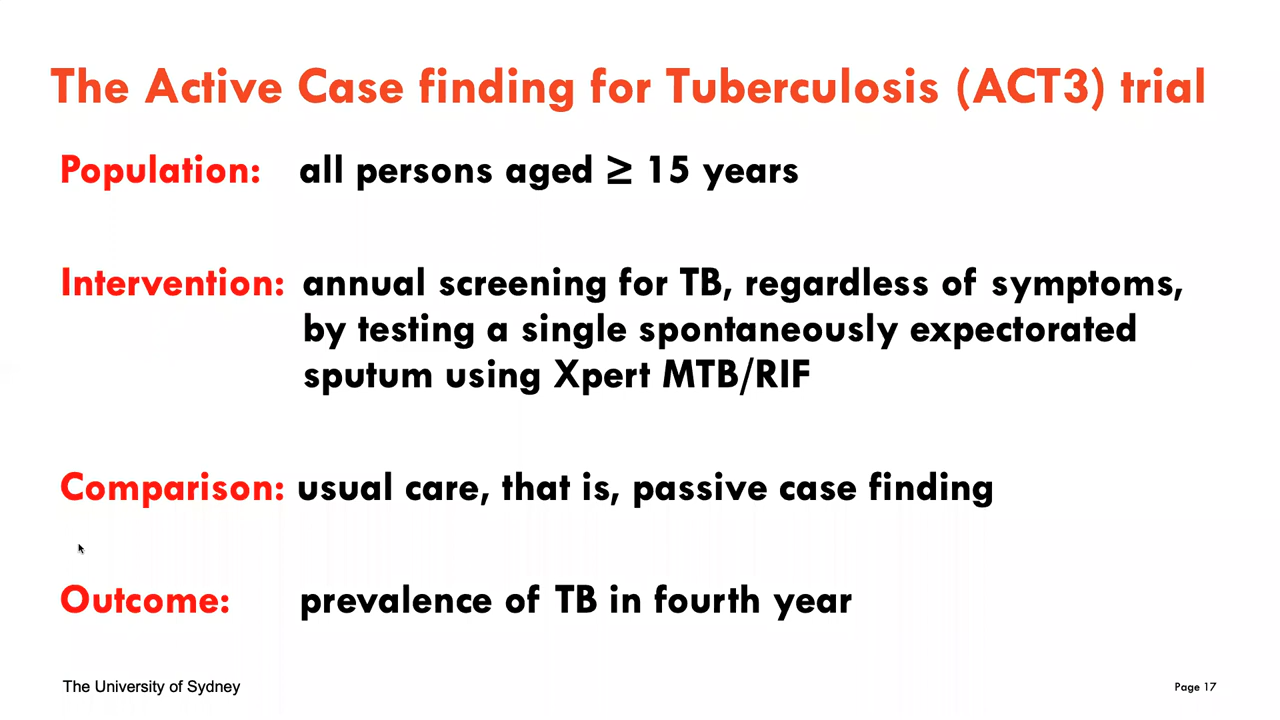 The Active Case finding for Tuberculosis (ACT3) trial
Population: all persons aged ≥ 15 years
Intervention: annual screening for TB, regardless of symptoms,
by testing a single spontaneously expectorated
sputum using Xpert MTB/RIF
Comparison: usual care, that is, passive case finding
Outcome: prevalence of TB in fourth year
The University of Sydney
Page 17